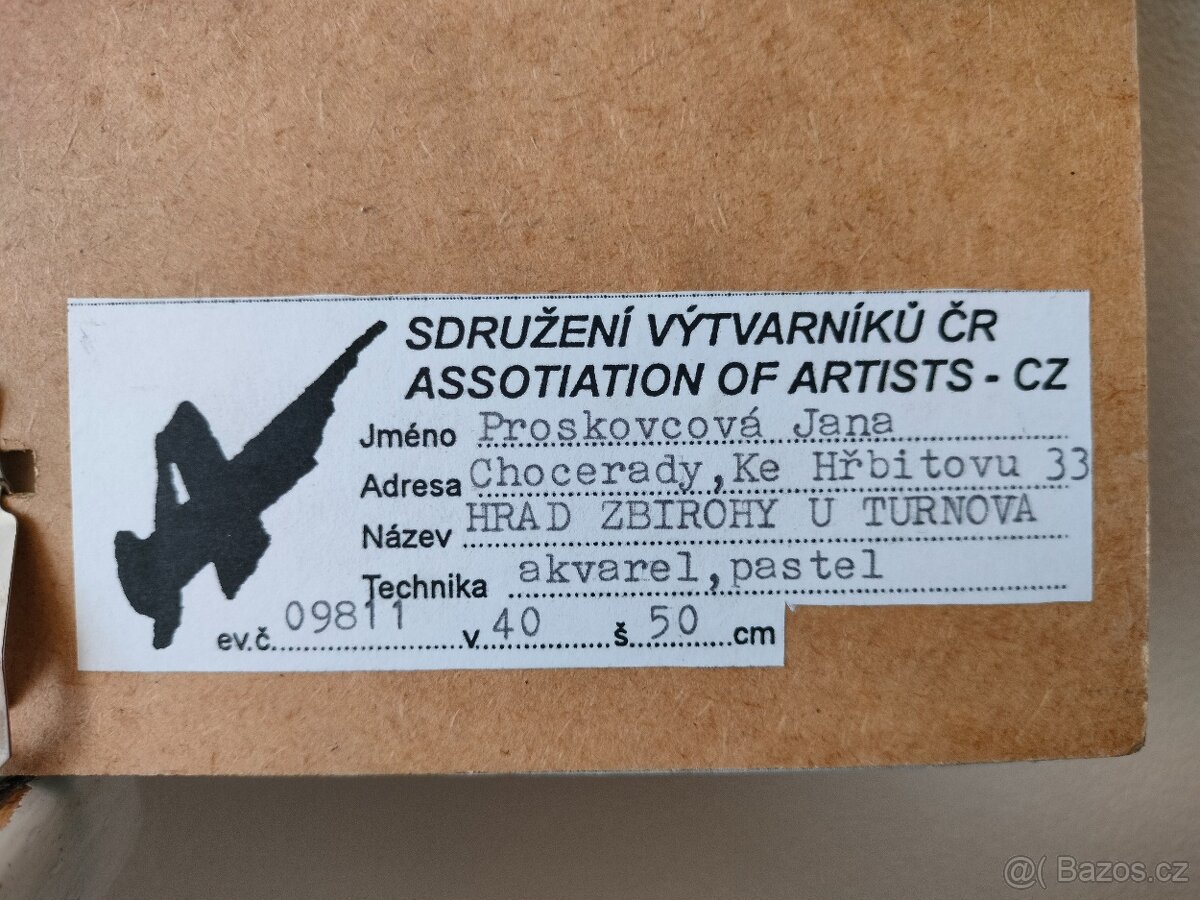 SDRUŽENÍ VÝTVARNÍKŮ ČR
ASSOTIATION OF ARTISTS - CZ
Jméno Proskovcová Jana
Adresa Chocerady,Ke Hřbitovu 33
Název HRAD ZBIROHY U TURNOVA
Technika akvarel,pastel
ev.č. 09811 v. 40 š. 50 cm
@( Bazos.cz